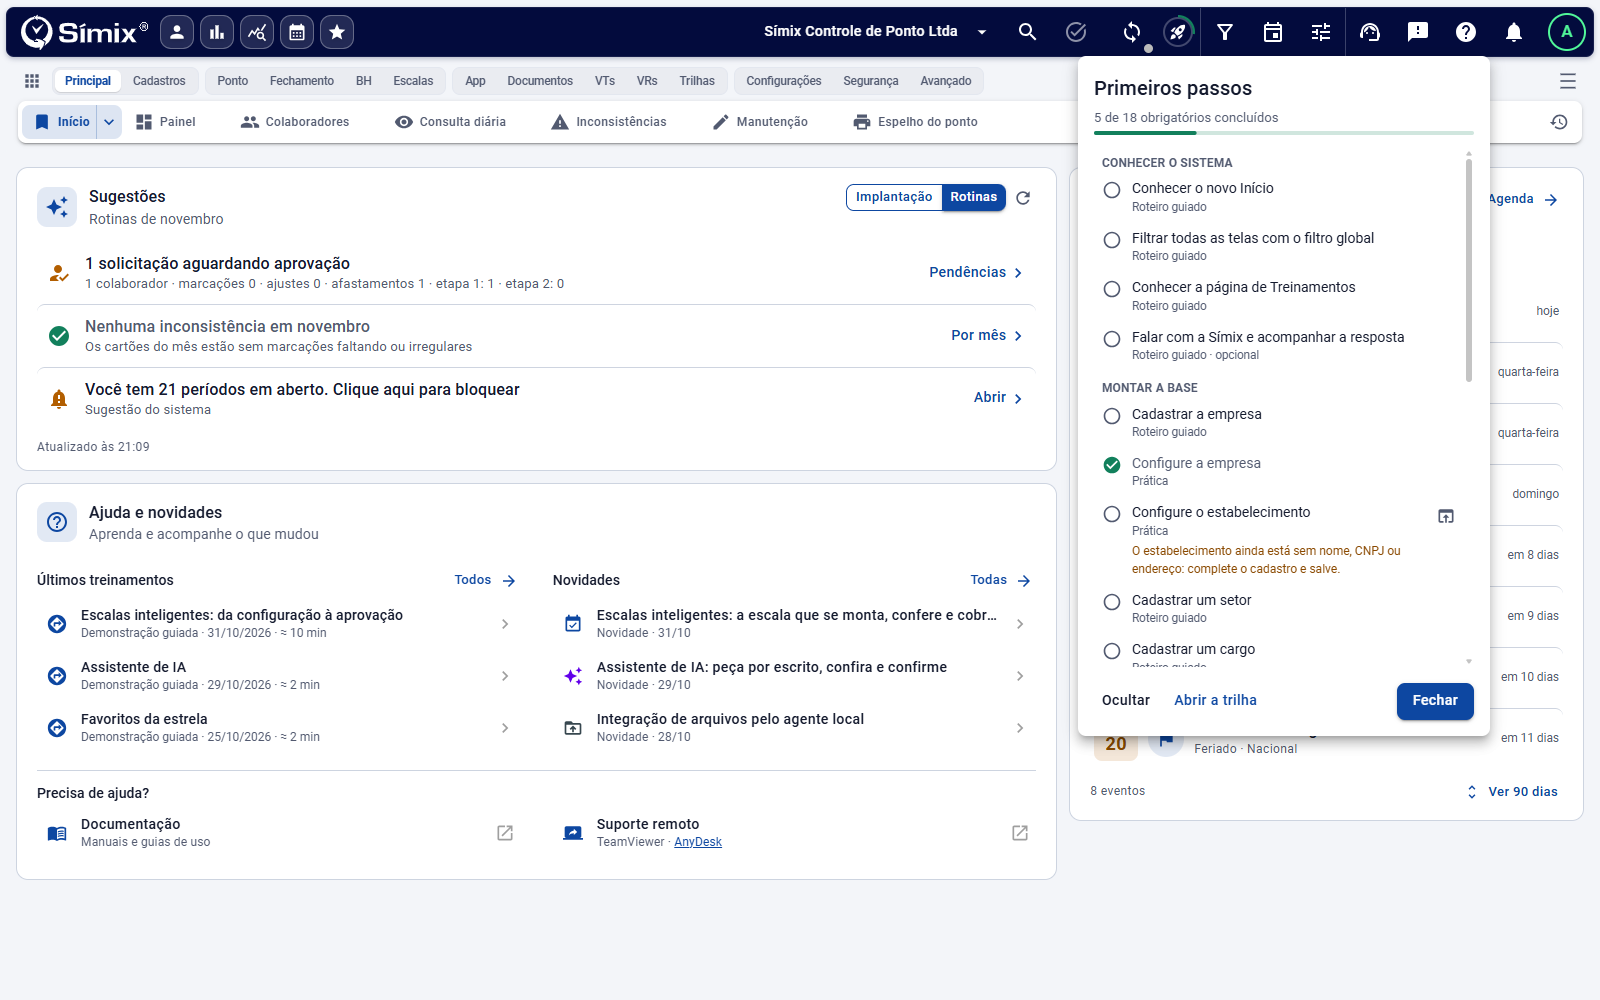 Símix®
Símix Controle de Ponto Ltda
A
Principal
Cadastros
Ponto
Fechamento
BH
Escalas
App
Documentos
VTs
VRs
Trilhas
Configurações
Segurança
Avançado
Início
Painel
Colaboradores
Consulta diária
Inconsistências
Manutenção
Espelho do ponto
Sugestões
Rotinas de novembro
Implantação
Rotinas
1 solicitação aguardando aprovação
1 colaborador · marcações 0 · ajustes 0 · afastamentos 1 · etapa 1: 1 · etapa 2: 0
Pendências
Nenhuma inconsistência em novembro
Os cartões do mês estão sem marcações faltando ou irregulares
Por mês
Você tem 21 períodos em aberto. Clique aqui para bloquear
Sugestão do sistema
Abrir
Atualizado às 21:09
Ajuda e novidades
Aprenda e acompanhe o que mudou
Últimos treinamentos
Todos
Escalas inteligentes: da configuração à aprovação
Demonstração guiada · 31/10/2026 · ≈ 10 min
Assistente de IA
Demonstração guiada · 29/10/2026 · ≈ 2 min
Favoritos da estrela
Demonstração guiada · 25/10/2026 · ≈ 2 min
Novidades
Todas
Escalas inteligentes: a escala que se monta, confere e cobr...
Novidade · 31/10
Assistente de IA: peça por escrito, confira e confirme
Novidade · 29/10
Integração de arquivos pelo agente local
Novidade · 28/10
Precisa de ajuda?
Documentação
Manuais e guias de uso
Suporte remoto
TeamViewer · AnyDesk
Primeiros passos
5 de 18 obrigatórios concluídos
CONHECER O SISTEMA
Conhecer o novo Início
Roteiro guiado
Filtrar todas as telas com o filtro global
Roteiro guiado
Conhecer a página de Treinamentos
Roteiro guiado
Falar com a Símix e acompanhar a resposta
Roteiro guiado · opcional
MONTAR A BASE
Cadastrar a empresa
Roteiro guiado
Configure a empresa
Prática
Configure o estabelecimento
Prática
O estabelecimento ainda está sem nome, CNPJ ou
endereço: complete o cadastro e salve.
Cadastrar um setor
Roteiro guiado
Cadastrar um cargo
Roteiro guiado
Ocultar
Abrir a trilha
Fechar
Agenda
hoje
quarta-feira
quarta-feira
domingo
em 8 dias
em 9 dias
em 10 dias
em 11 dias
20
Feriado · Nacional
8 eventos
Ver 90 dias